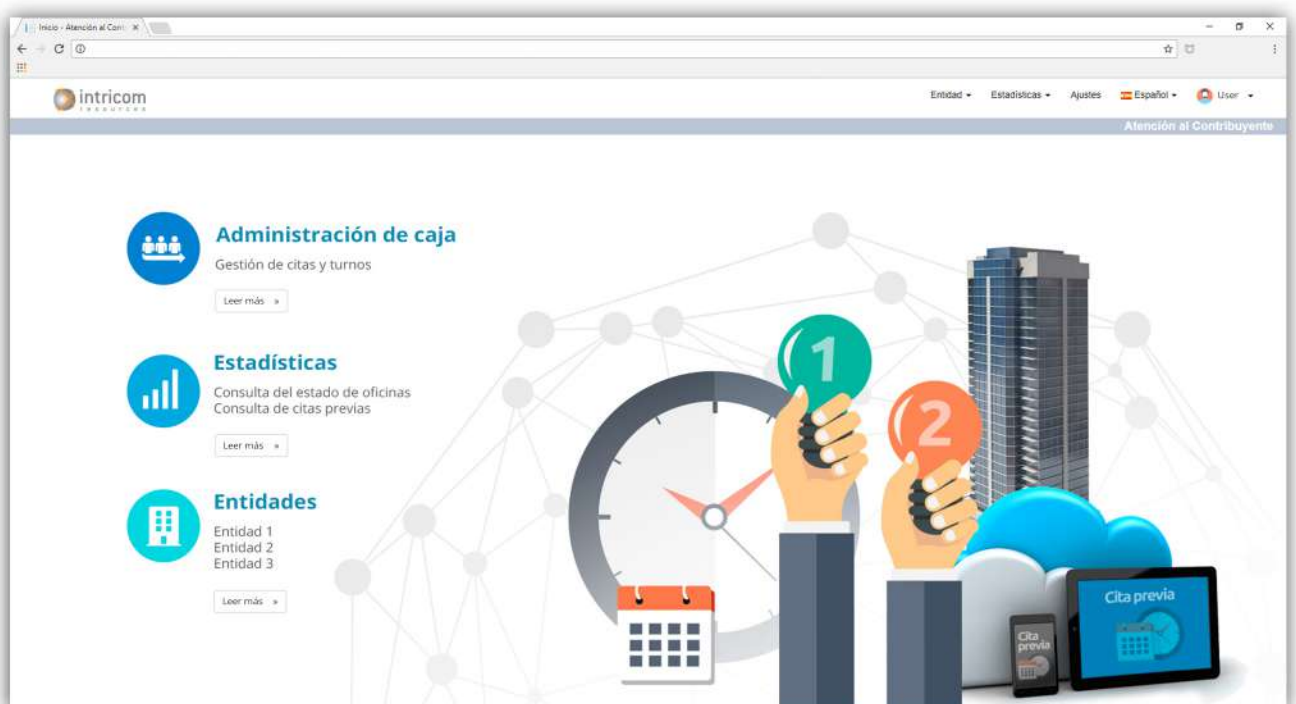 Inicio - Atención al Cont
intricom
resources
Entidad
Estadísticas
Ajustes
Español
User
Atención al Contribuyente
Administración de caja
Gestión de citas y turnos
Leer más »
Estadísticas
Consulta del estado de oficinas
Consulta de citas previas
Leer más »
Entidades
Entidad 1
Entidad 2
Entidad 3
Leer más »
1
2
Cita previa
Cita
previa